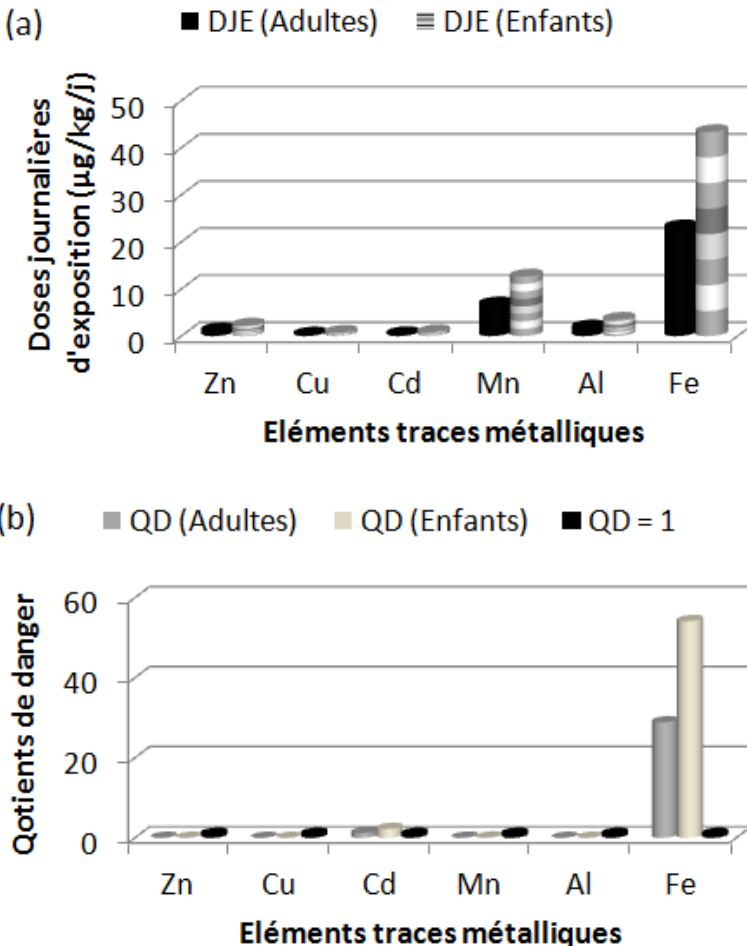 (a)
DJE (Adultes) DJE (Enfants)
Doses journalières
d'exposition (µg/kg/j)
50
40
30
20
10
0
Zn Cu Cd Mn Al Fe
Eléments traces métalliques
(b)
QD (Adultes) QD (Enfants) QD = 1
Qotients de danger
60
40
20
0
Zn Cu Cd Mn Al Fe
Eléments traces métalliques